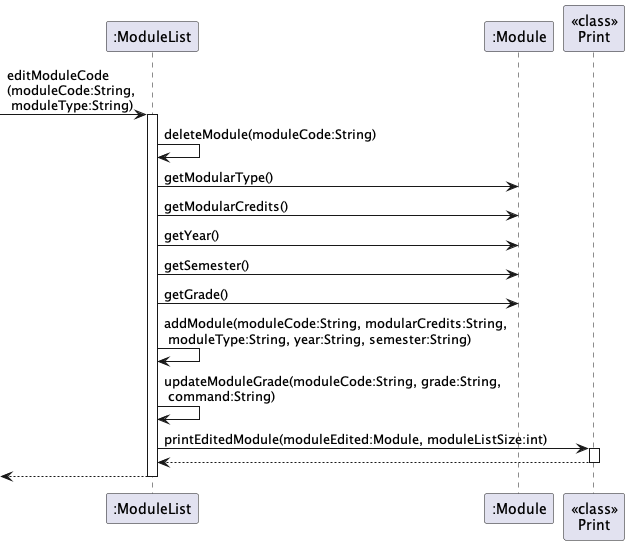 «class»
:ModuleList
:Module
Print
editModuleCode
(moduleCode:String,
moduleType:String)
deleteModule(moduleCode:String)
getModularType()
getModularCredits()
getYear()
getSemester()
getGrade()
addModule(moduleCode:String, modularCredits:String,
moduleType:String, year:String, semester:String)
updateModuleGrade(moduleCode:String, grade:String,
command:String)
printEditedModule(moduleEdited:Module, moduleListSize:int)
:ModuleList
:Module
«class»
Print